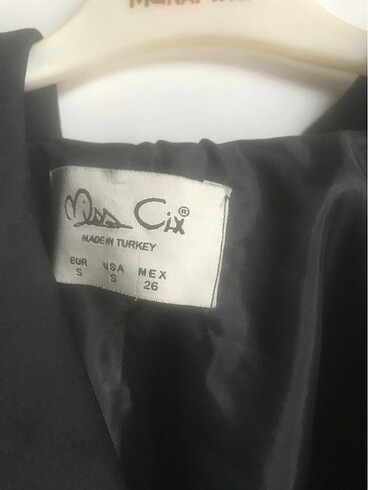 Miss Cix®
MADE IN TURKEY
EUR USA MEX
S S 26